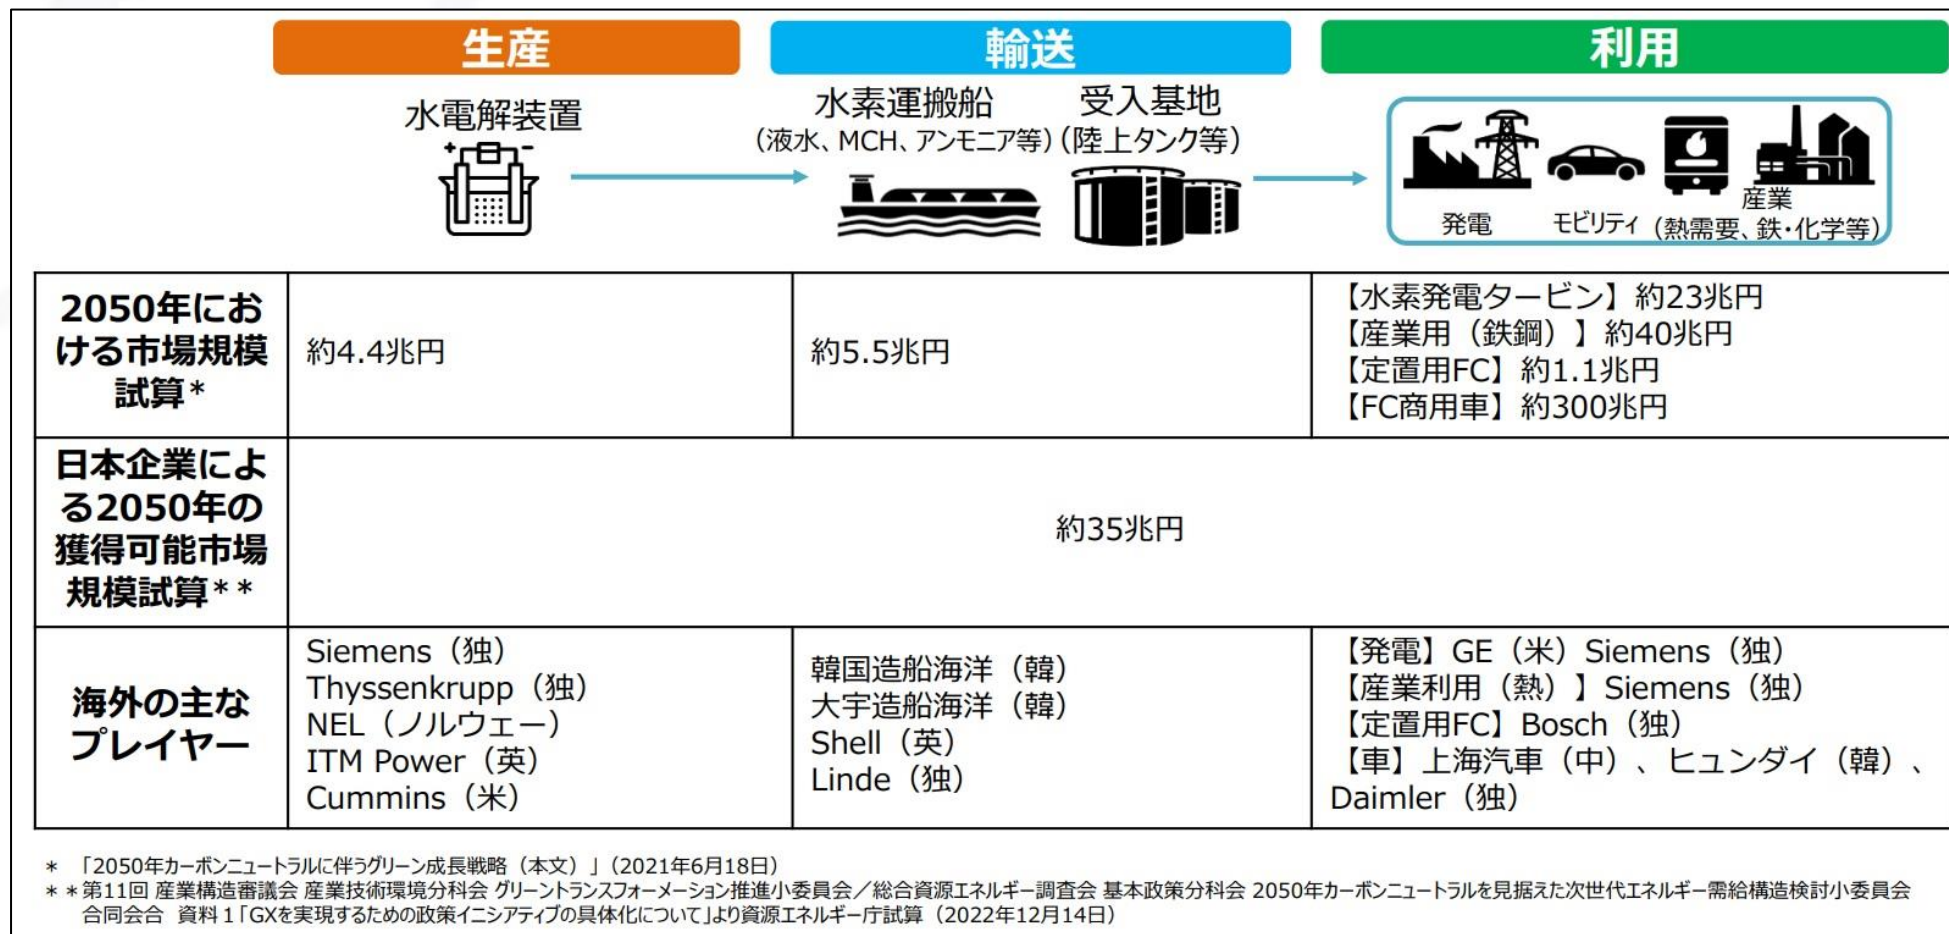 生産
輸送
利用
水電解装置
水素運搬船
(液水、MCH、アンモニア等)
受入基地
(陸上タンク等)
発電
モビリティ
産業
(熱需要、鉄・化学等)
2050年にお
ける市場規模
試算*
約4.4兆円
約5.5兆円
【水素発電タービン】約23兆円
【産業用（鉄鋼）】約40兆円
【定置用FC】約1.1兆円
【FC商用車】約300兆円
日本企業によ
る2050年の
獲得可能市場
規模試算**
約35兆円
海外の主な
プレイヤー
Siemens（独）
Thyssenkrupp（独）
NEL（ノルウェー）
ITM Power（英）
Cummins（米）
韓国造船海洋（韓）
大宇造船海洋（韓）
Shell（英）
Linde（独）
【発電】GE（米）Siemens（独）
【産業利用（熱）】Siemens（独）
【定置用FC】Bosch（独）
【車】上海汽車（中）、ヒュンダイ（韓）、
Daimler（独）
* 「2050年カーボンニュートラルに伴うグリーン成長戦略（本文）」（2021年6月18日）
**第11回 産業構造審議会 産業技術環境分科会 グリーントランスフォーメーション推進小委員会／総合資源エネルギー調査会 基本政策分科会 2050年カーボンニュートラルを見据えた次世代エネルギー需給構造検討小委員会
合同会合 資料１「GXを実現するための政策イニシアティブの具体化について」より資源エネルギー庁試算（2022年12月14日）